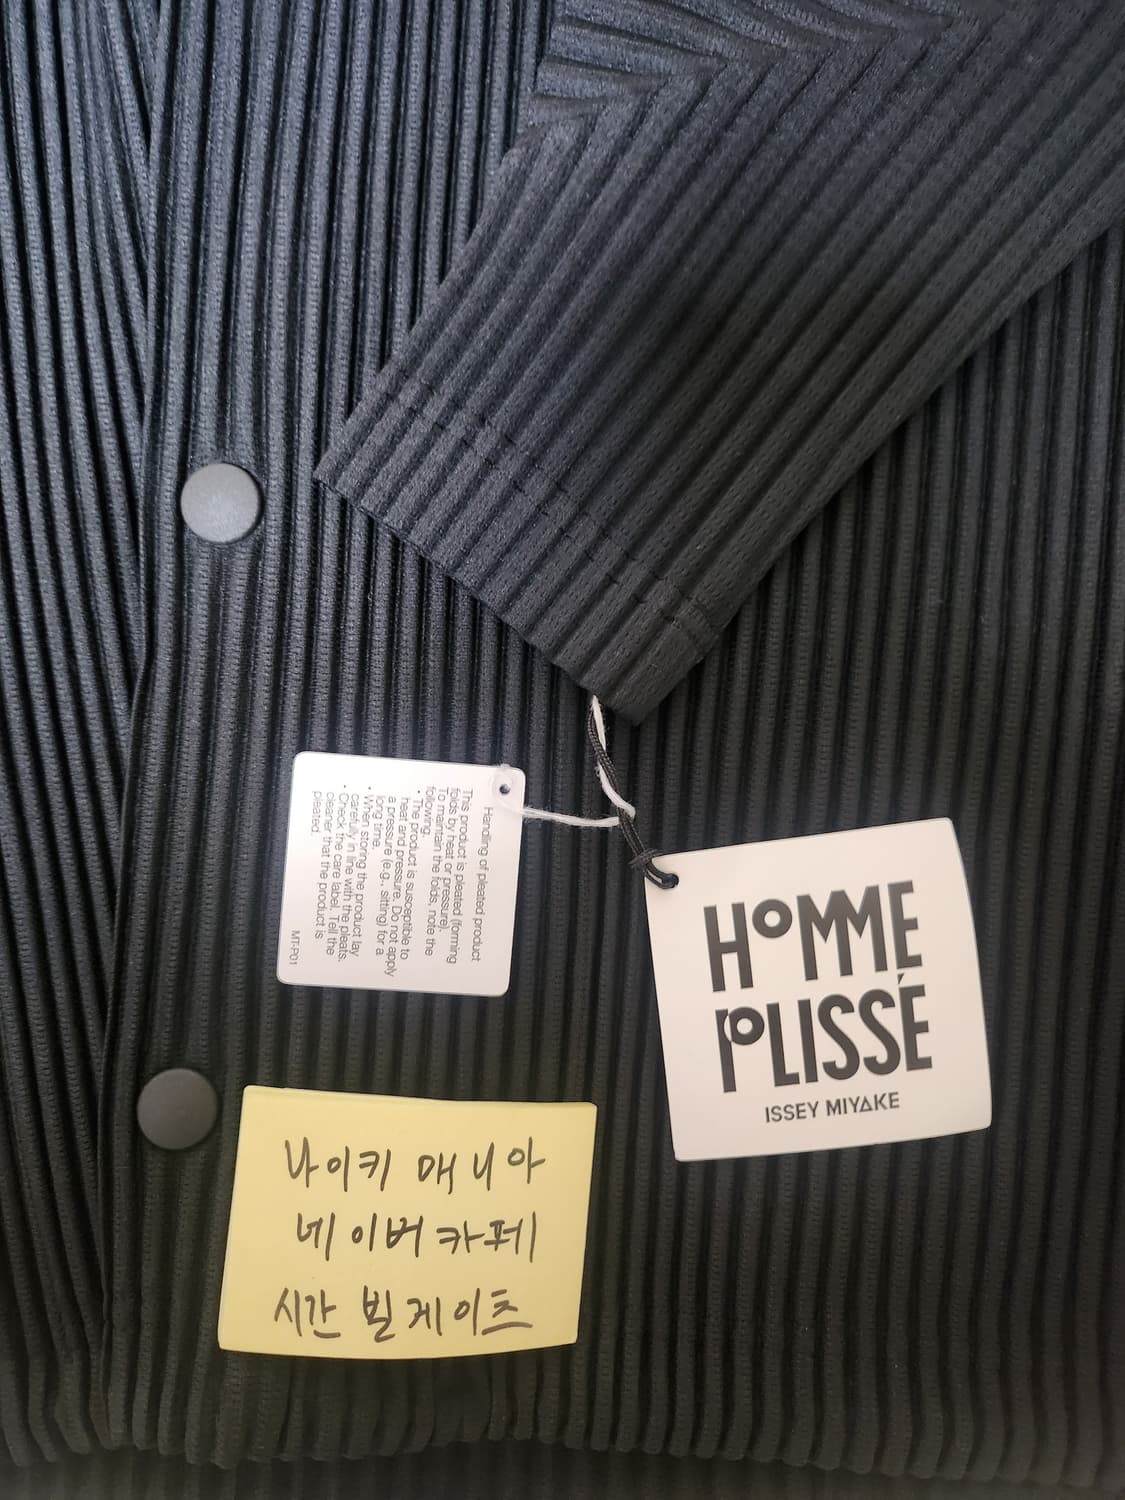 Handling of pleated product
This product is pleated (forming
folds by heat or pressure).
To maintain the folds, note the
following.
• The product is susceptible to
heat and pressure. Do not apply
a pressure (e.g., sitting) for a
long time.
• When storing the product lay
carefully in line with the pleats.
• Check the care label. Tell the
cleaner that the product is
pleated.
MT-P01
HOMME
PLISSÉ
ISSEY MIYAKE
나이키 매니아
네이버카페
시간 빌게이츠